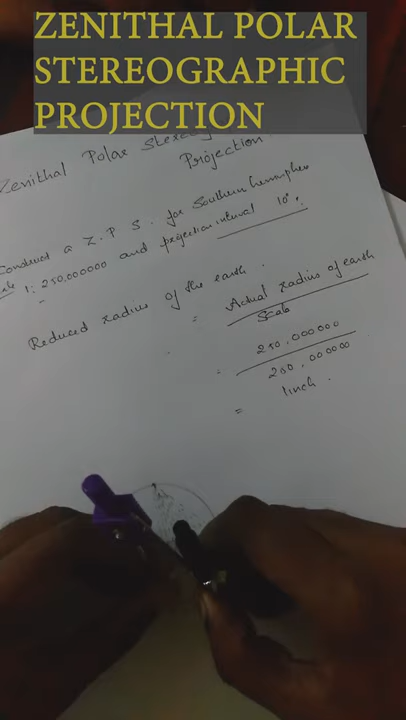 ZENITHAL POLAR
STEREOGRAPHIC
PROJECTION
Zenithal Polar
Projection.
Construct a Z.P.S. for Southern hemisphere
1:250,000000 and projection interval 10°.
Reduced radius of the earth.
= Actual radius of earth
Scale
250,000000
250,000000
= 1inch.